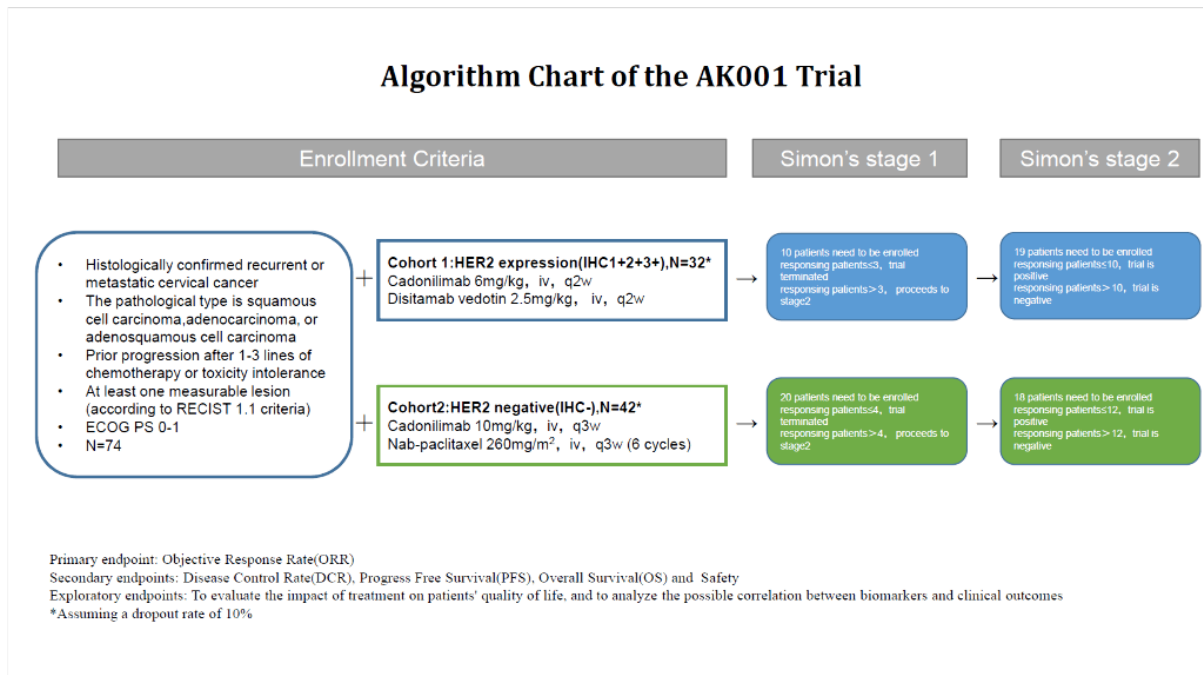 Algorithm Chart of the AK001 Trial
Enrollment Criteria
Simon's stage 1
Simon's stage 2
• Histologically confirmed recurrent or
metastatic cervical cancer
• The pathological type is squamous
cell carcinoma,adenocarcinoma, or
adenosquamous cell carcinoma
• Prior progression after 1-3 lines of
chemotherapy or toxicity intolerance
• At least one measurable lesion
(according to RECIST 1.1 criteria)
• ECOG PS 0-1
• N=74
+
Cohort 1:HER2 expression(IHC1+2+3+),N=32*
Cadonilimab 6mg/kg, iv, q2w
Disitamab vedotin 2.5mg/kg, iv, q2w
→
10 patients need to be enrolled
responsing patients≤3, trial
terminated
responsing patients>3, proceeds to
stage2
→
19 patients need to be enrolled
responsing patients≤10, trial is
positive
responsing patients>10, trial is
negative
+
Cohort2:HER2 negative(IHC-),N=42*
Cadonilimab 10mg/kg, iv, q3w
Nab-paclitaxel 260mg/m², iv, q3w (6 cycles)
→
20 patients need to be enrolled
responsing patients≤4, trial
terminated
responsing patients>4, proceeds to
stage2
→
18 patients need to be enrolled
responsing patients≤12, trial is
positive
responsing patients>12, trial is
negative
Primary endpoint: Objective Response Rate(ORR)
Secondary endpoints: Disease Control Rate(DCR), Progress Free Survival(PFS), Overall Survival(OS) and Safety
Exploratory endpoints: To evaluate the impact of treatment on patients' quality of life, and to analyze the possible correlation between biomarkers and clinical outcomes
*Assuming a dropout rate of 10%